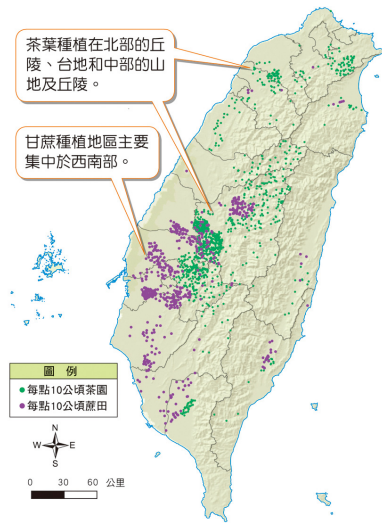 茶葉種植在北部的丘
陵、台地和中部的山
地及丘陵。
甘蔗種植地區主要
集中於西南部。
圖 例
每點10公頃茶園
每點10公頃蔗田
N
W E
S
0 30 60 公里